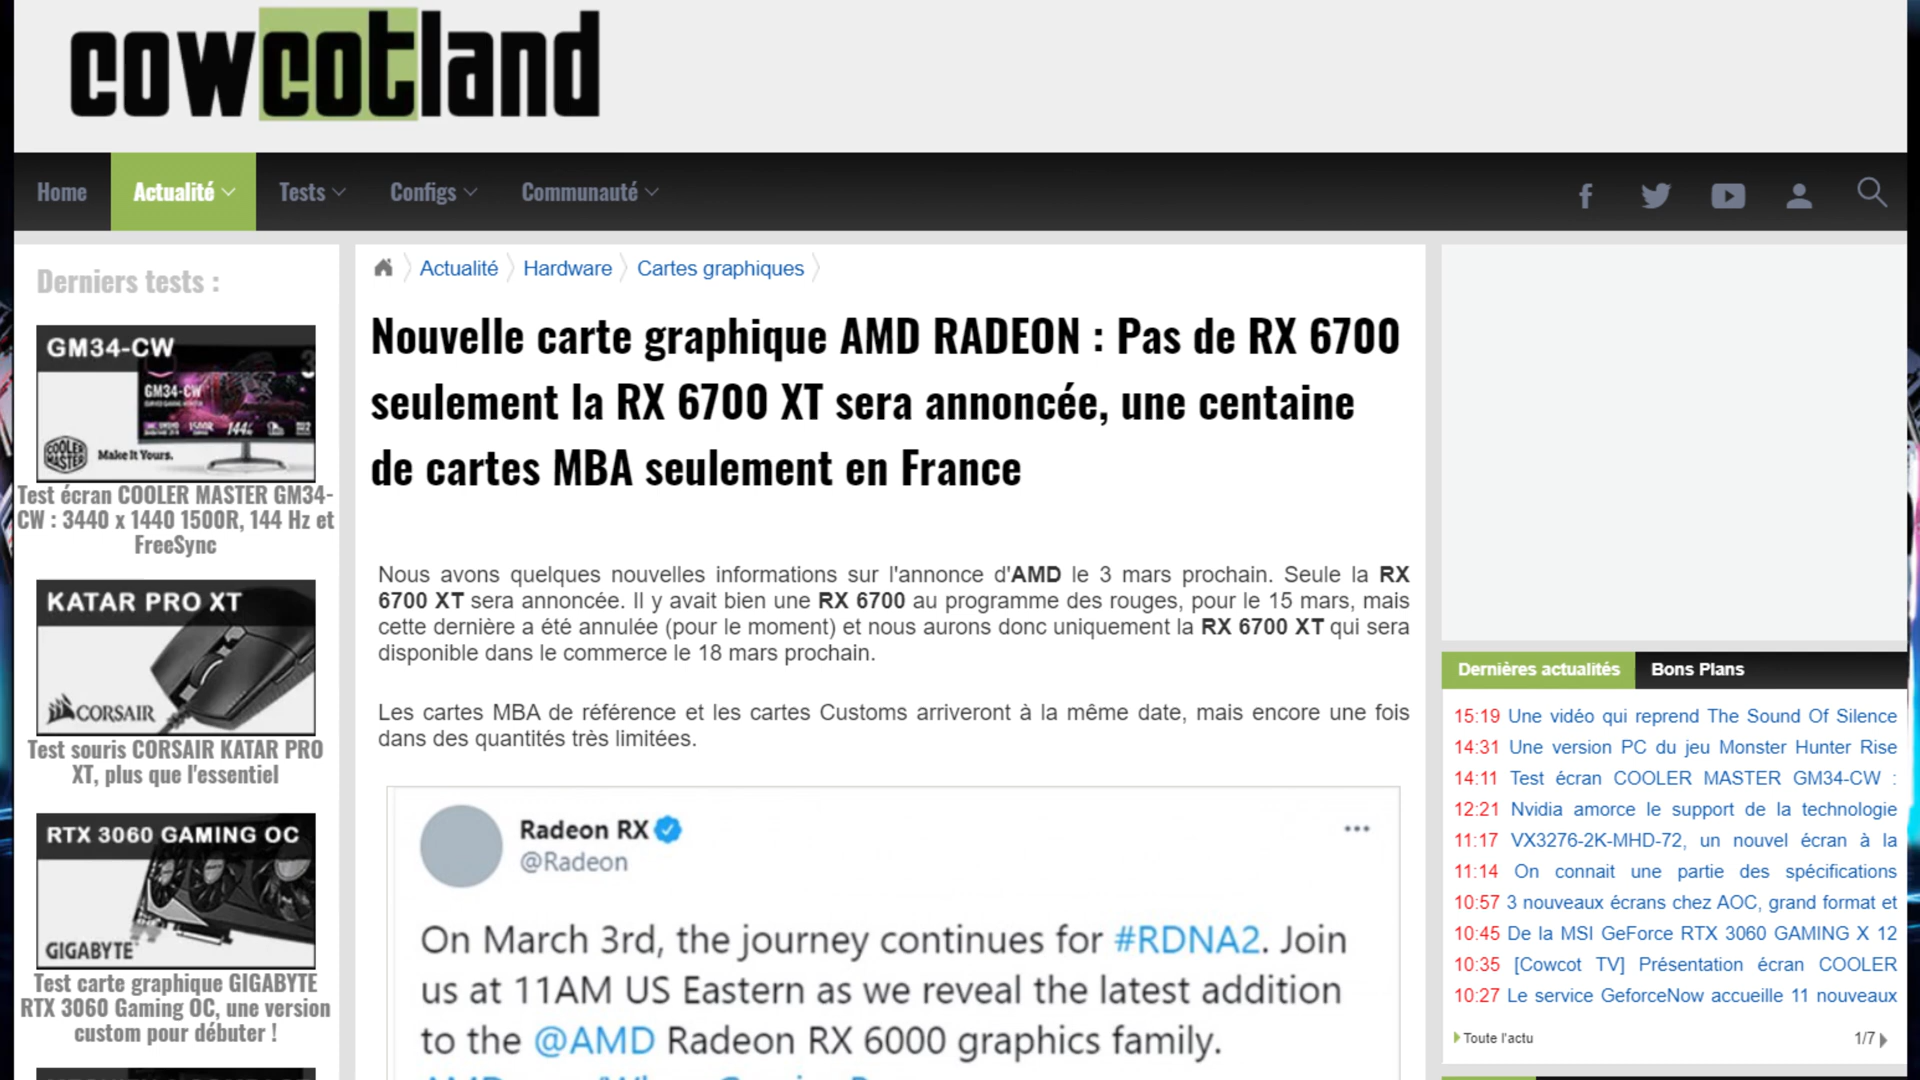 cowcotland
Home
Actualité
Tests
Configs
Communauté
Derniers tests :
GM34-CW
GM34-CW
144
COOLER MASTER
Make It Yours.
Test écran COOLER MASTER GM34-
CW : 3440 x 1440 1500R, 144 Hz et
FreeSync
KATAR PRO XT
CORSAIR
Test souris CORSAIR KATAR PRO
XT, plus que l'essentiel
RTX 3060 GAMING OC
GIGABYTE
Test carte graphique GIGABYTE
RTX 3060 Gaming OC, une version
custom pour débuter !
Actualité
Hardware
Cartes graphiques
Nouvelle carte graphique AMD RADEON : Pas de RX 6700
seulement la RX 6700 XT sera annoncée, une centaine
de cartes MBA seulement en France
Nous avons quelques nouvelles informations sur l'annonce d'AMD le 3 mars prochain. Seule la RX
6700 XT sera annoncée. Il y avait bien une RX 6700 au programme des rouges, pour le 15 mars, mais
cette dernière a été annulée (pour le moment) et nous aurons donc uniquement la RX 6700 XT qui sera
disponible dans le commerce le 18 mars prochain.
Les cartes MBA de référence et les cartes Customs arriveront à la même date, mais encore une fois
dans des quantités très limitées.
Radeon RX
@Radeon
On March 3rd, the journey continues for #RDNA2. Join
us at 11AM US Eastern as we reveal the latest addition
to the @AMD Radeon RX 6000 graphics family.
Dernières actualités
Bons Plans
15:19 Une vidéo qui reprend The Sound Of Silence
14:31 Une version PC du jeu Monster Hunter Rise
14:11 Test écran COOLER MASTER GM34-CW :
12:21 Nvidia amorce le support de la technologie
11:17 VX3276-2K-MHD-72, un nouvel écran à la
11:14 On connait une partie des spécifications
10:57 3 nouveaux écrans chez AOC, grand format et
10:45 De la MSI GeForce RTX 3060 GAMING X 12
10:35 [Cowcot TV] Présentation écran COOLER
10:27 Le service GeforceNow accueille 11 nouveaux
Toute l'actu
1/7